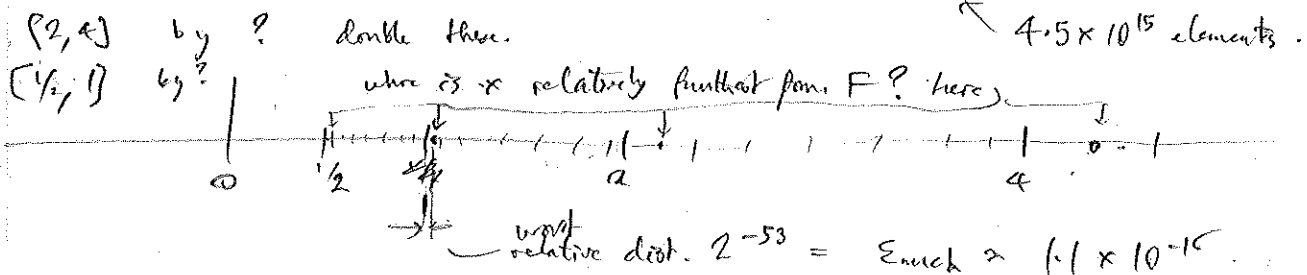 [2,4] by ? double these.
4.5 x 10^15 elements.
[1/2, 1] by? where is x relatively furthest from F? here
0 1/2 2 4
worst
relative dist. 2^-53 = Emach ≈ 1.1 x 10^-16